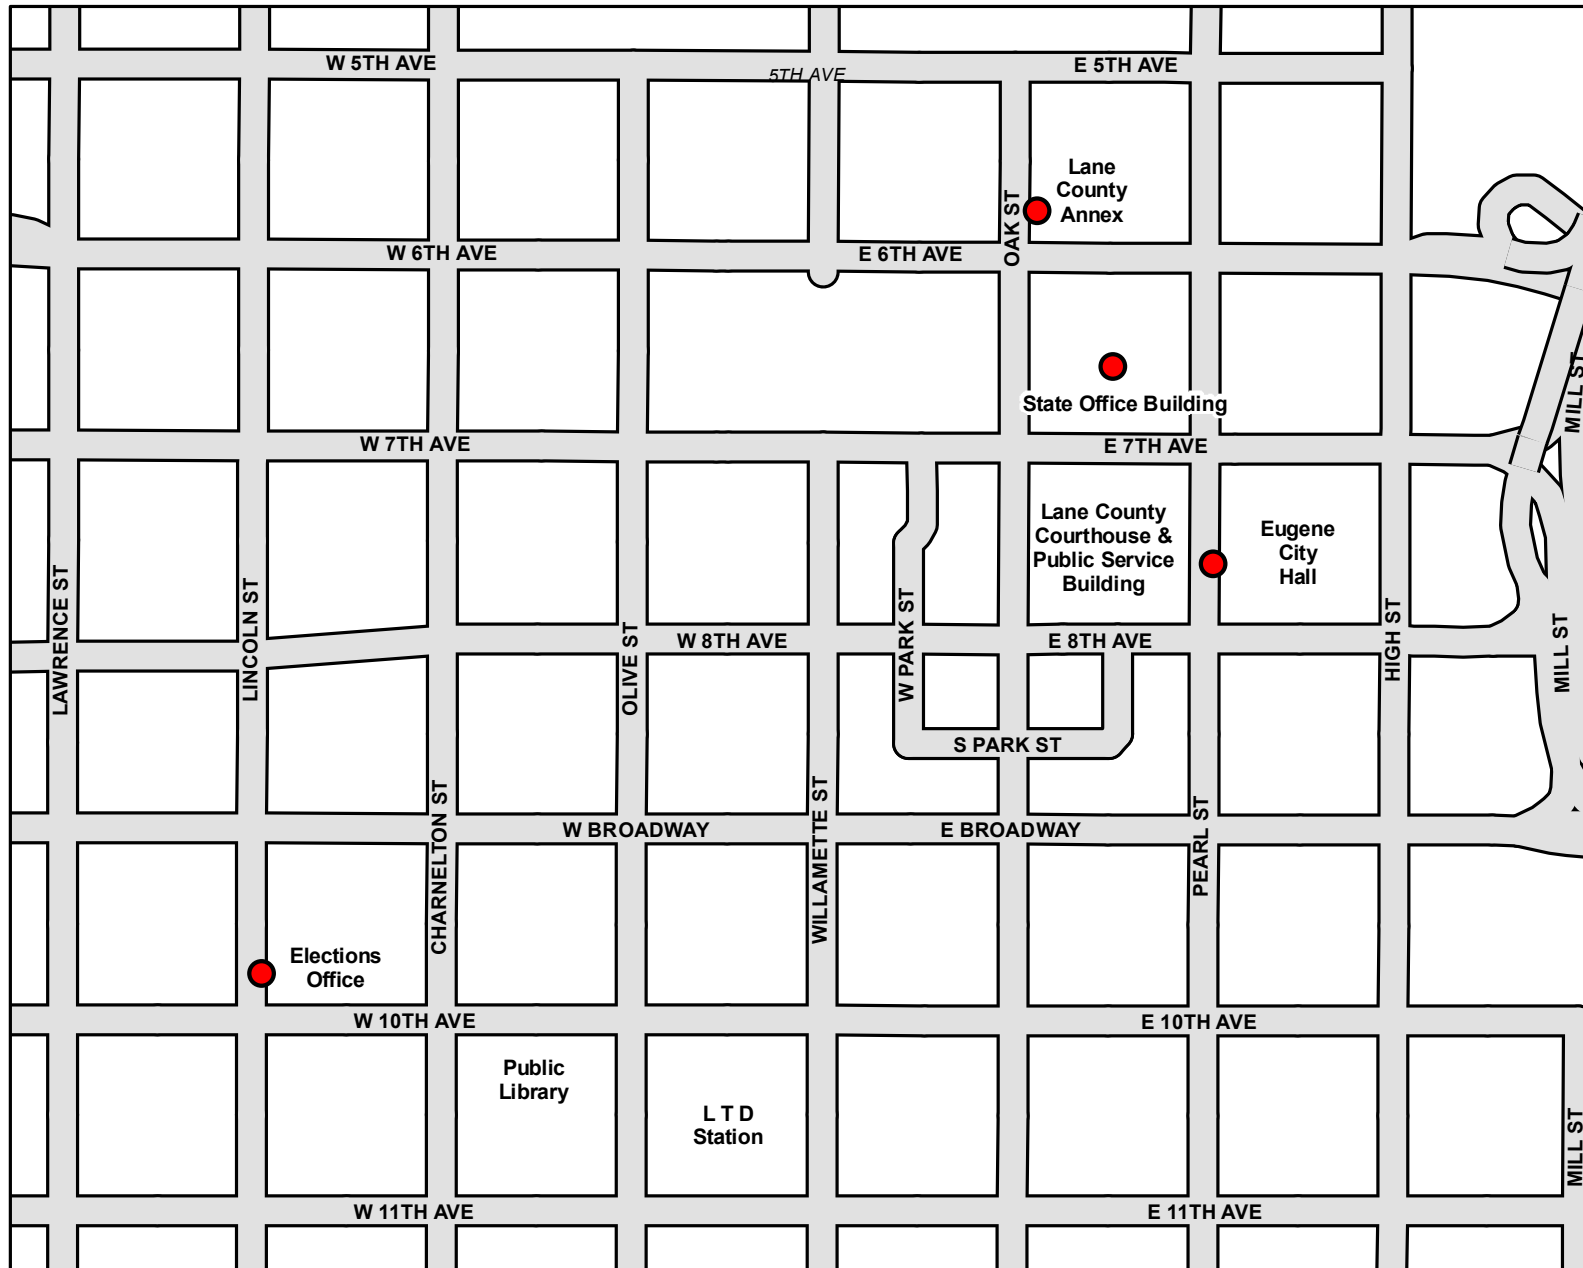 W 5TH AVE
5TH AVE
E 5TH AVE
Lane
County
Annex
OAK ST
W 6TH AVE
E 6TH AVE
MILL ST
State Office Building
W 7TH AVE
E 7TH AVE
Lane County
Courthouse &
Public Service
Building
Eugene
City
Hall
LAWRENCE ST
LINCOLN ST
OLIVE ST
W 8TH AVE
W PARK ST
E 8TH AVE
HIGH ST
MILL ST
S PARK ST
CHARNELTON ST
W BROADWAY
WILLAMETTE ST
E BROADWAY
PEARL ST
Elections
Office
W 10TH AVE
E 10TH AVE
Public
Library
L T D
Station
MILL ST
W 11TH AVE
E 11TH AVE